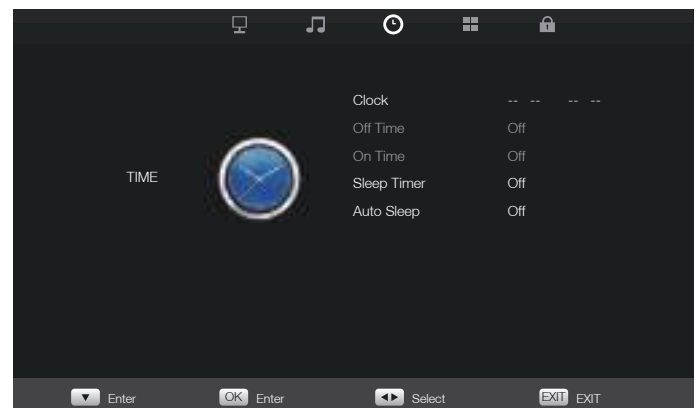 Clock -- -- -- --
Off Time Off
On Time Off
TIME
Sleep Timer Off
Auto Sleep Off
Enter OK Enter Select EXIT EXIT